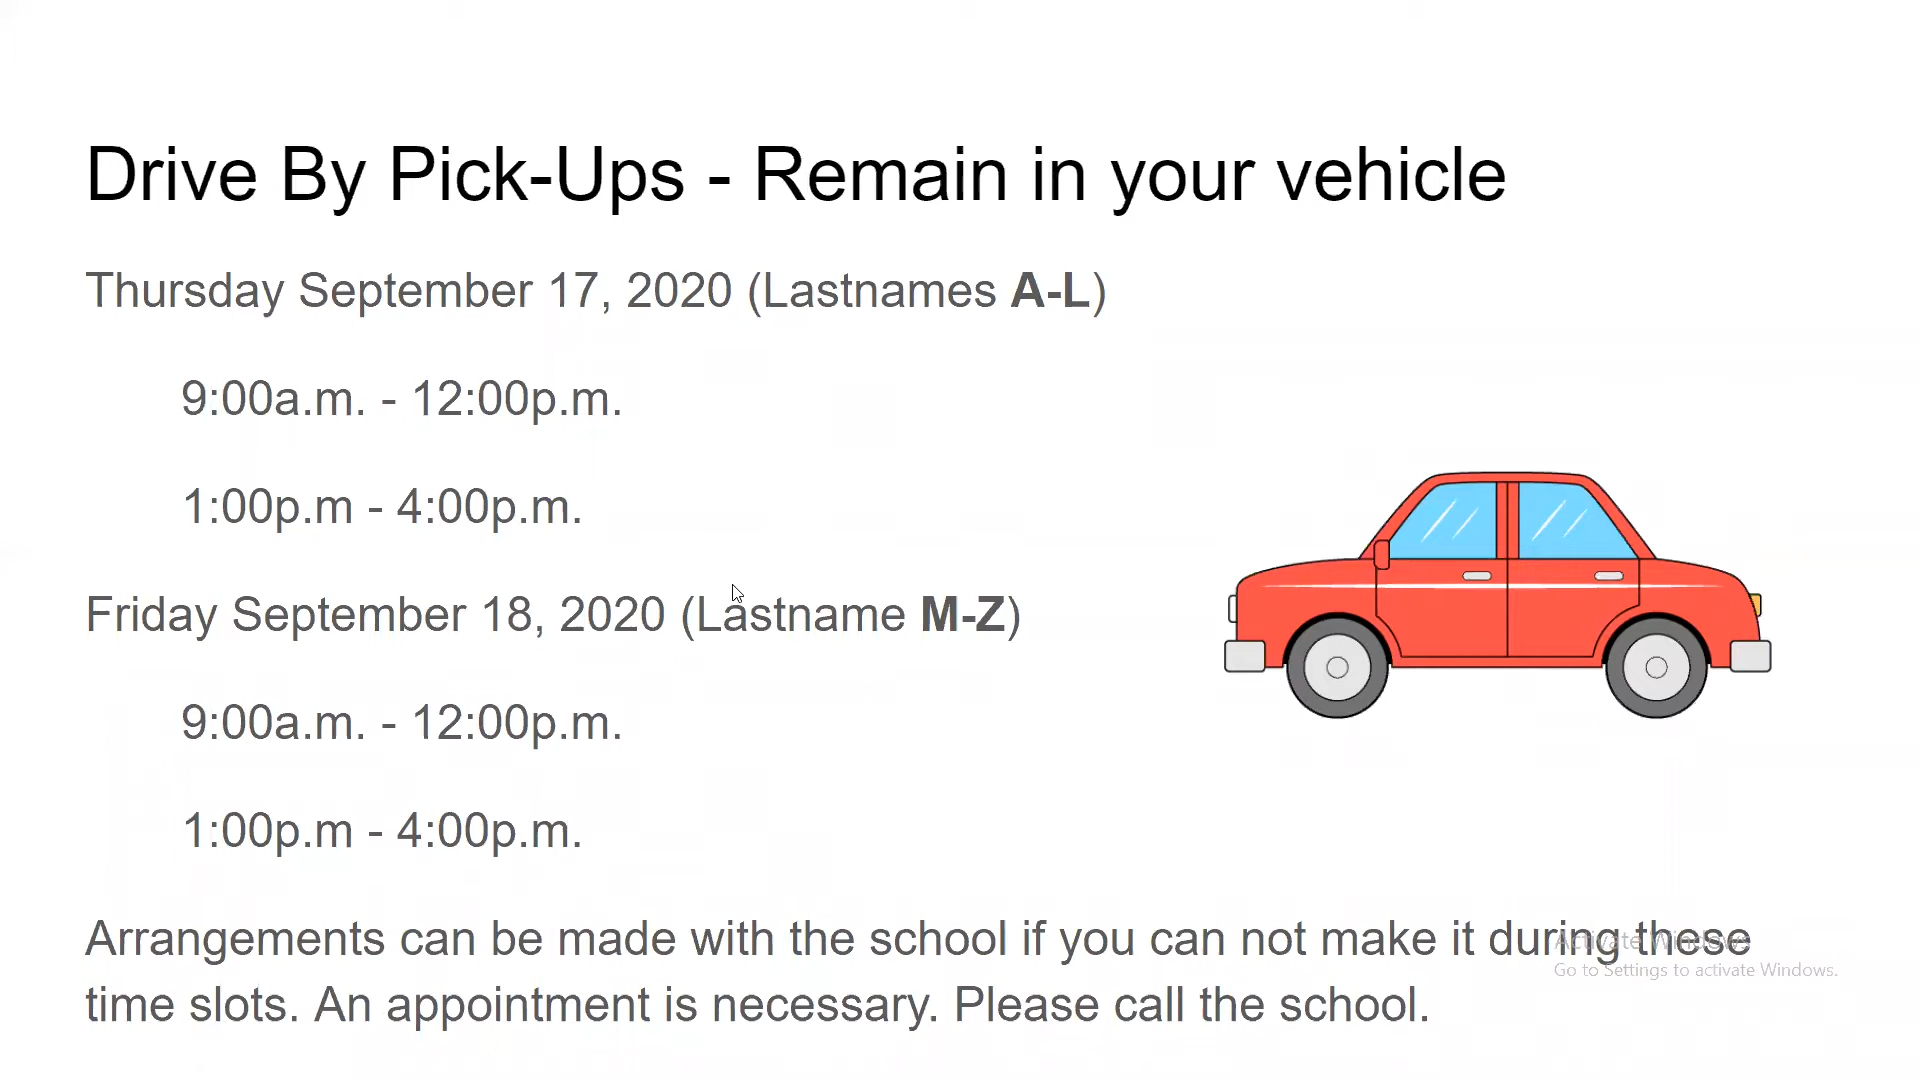 Drive By Pick-Ups - Remain in your vehicle
Thursday September 17, 2020 (Lastnames A-L)
9:00a.m. - 12:00p.m.
1:00p.m - 4:00p.m.
Friday September 18, 2020 (Lastname M-Z)
9:00a.m. - 12:00p.m.
1:00p.m - 4:00p.m.
Arrangements can be made with the school if you can not make it during these
time slots. An appointment is necessary. Please call the school.
Activate Windows
Go to Settings to activate Windows.